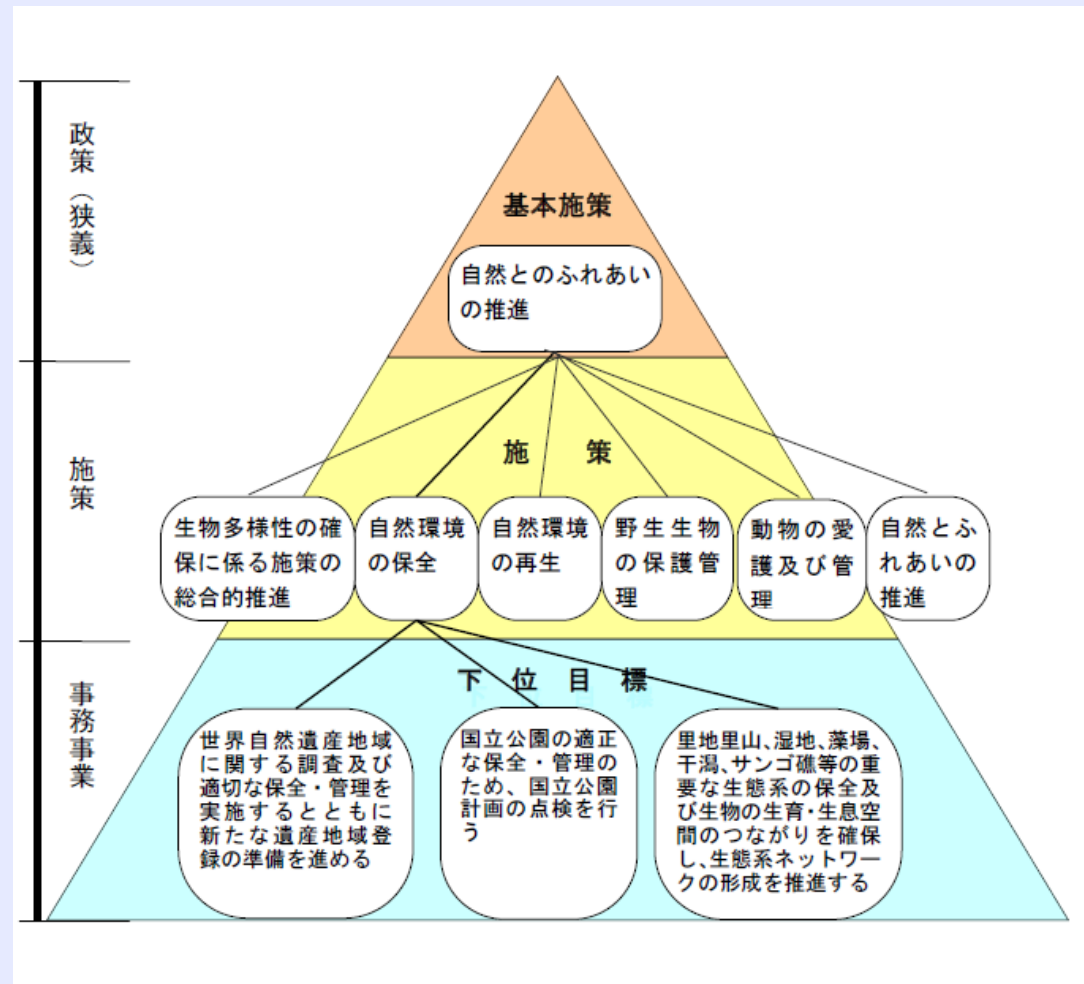 政策（狭義）
基本施策
自然とのふれあい
の推進
施策
施　策
生物多様性の確
保に係る施策の
総合的推進
自然環境
の保全
自然環境
の再生
野生生物
の保護管
理
動物の愛
護及び管
理
自然とふ
れあいの
推進
事務事業
下位目標
世界自然遺産地域
に関する調査及び
適切な保全・管理を
実施するとともに
新たな遺産地域登
録の準備を進める
国立公園の適正
な保全・管理の
ため、国立公園
計画の点検を行
う
里地里山、湿地、藻場、
干潟、サンゴ礁等の重
要な生態系の保全及
び生物の生育・生息空
間のつながりを確保
し、生態系ネットワー
クの形成を推進する